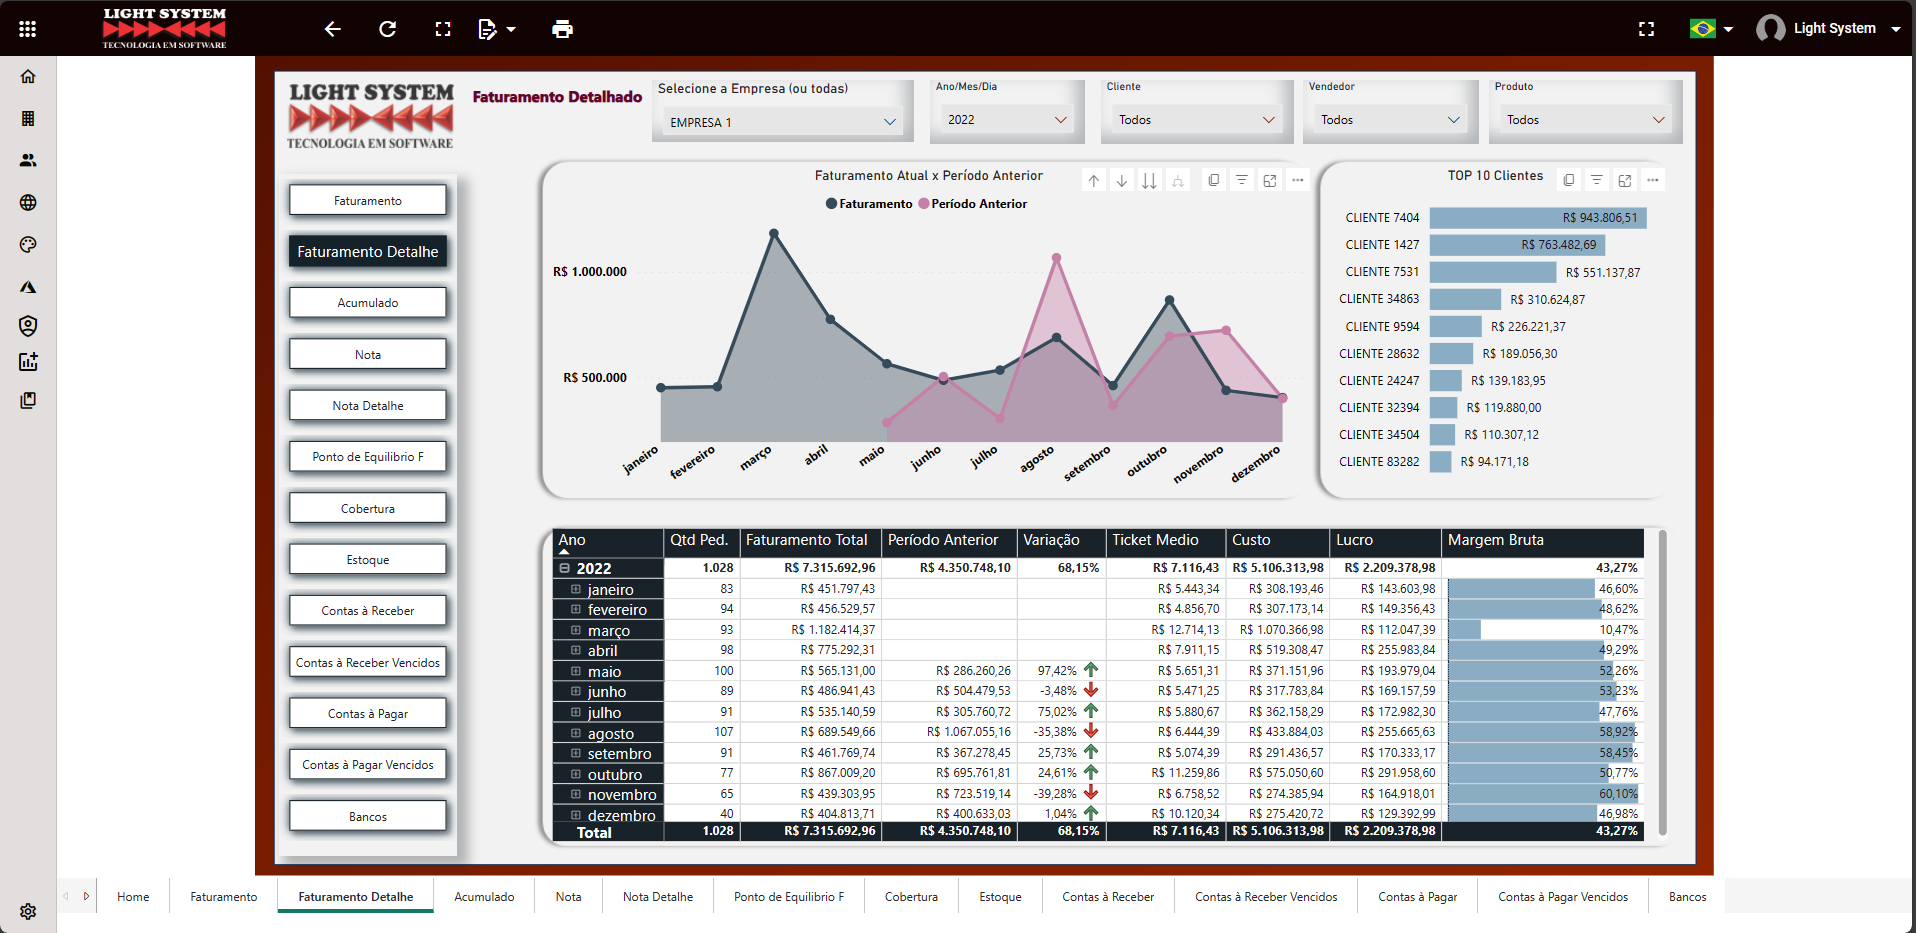 LIGHT SYSTEM
TECNOLOGIA EM SOFTWARE
Light System
LIGHT SYSTEM
TECNOLOGIA EM SOFTWARE
Faturamento Detalhado
Selecione a Empresa (ou todas)
EMPRESA 1
Ano/Mes/Dia
2022
Cliente
Todos
Vendedor
Todos
Produto
Todos
Faturamento
Faturamento Detalhe
Acumulado
Nota
Nota Detalhe
Ponto de Equilibrio F
Cobertura
Estoque
Contas à Receber
Contas à Receber Vencidos
Contas à Pagar
Contas à Pagar Vencidos
Bancos
Faturamento Atual x Período Anterior
Faturamento Período Anterior
R$ 1.000.000
R$ 500.000
janeiro fevereiro março abril maio junho julho agosto setembro outubro novembro dezembro
TOP 10 Clientes
CLIENTE 7404 R$ 943.806,51
CLIENTE 1427 R$ 763.482,69
CLIENTE 7531 R$ 551.137,87
CLIENTE 34863 R$ 310.624,87
CLIENTE 9594 R$ 226.221,37
CLIENTE 28632 R$ 189.056,30
CLIENTE 24247 R$ 139.183,95
CLIENTE 32394 R$ 119.880,00
CLIENTE 34504 R$ 110.307,12
CLIENTE 83282 R$ 94.171,18
Ano Qtd Ped. Faturamento Total Período Anterior Variação Ticket Medio Custo Lucro Margem Bruta
2022 1.028 R$ 7.315.692,96 R$ 4.350.748,10 68,15% R$ 7.116,43 R$ 5.106.313,98 R$ 2.209.378,98 43,27%
janeiro 83 R$ 451.797,43 R$ 5.443,34 R$ 308.193,46 R$ 143.603,98 46,60%
fevereiro 94 R$ 456.529,57 R$ 4.856,70 R$ 307.173,14 R$ 149.356,43 48,62%
março 93 R$ 1.182.414,37 R$ 12.714,13 R$ 1.070.366,98 R$ 112.047,39 10,47%
abril 98 R$ 775.292,31 R$ 7.911,15 R$ 519.308,47 R$ 255.983,84 49,29%
maio 100 R$ 565.131,00 R$ 286.260,26 97,42% R$ 5.651,31 R$ 371.151,96 R$ 193.979,04 52,26%
junho 89 R$ 486.941,43 R$ 504.479,53 -3,48% R$ 5.471,25 R$ 317.783,84 R$ 169.157,59 53,23%
julho 91 R$ 535.140,59 R$ 305.760,72 75,02% R$ 5.880,67 R$ 362.158,29 R$ 172.982,30 47,76%
agosto 107 R$ 689.549,66 R$ 1.067.055,16 -35,38% R$ 6.444,39 R$ 433.884,03 R$ 255.665,63 58,92%
setembro 91 R$ 461.769,74 R$ 367.278,45 25,73% R$ 5.074,39 R$ 291.436,57 R$ 170.333,17 58,45%
outubro 77 R$ 867.009,20 R$ 695.761,81 24,61% R$ 11.259,86 R$ 575.050,60 R$ 291.958,60 50,77%
novembro 65 R$ 439.303,95 R$ 723.519,14 -39,28% R$ 6.758,52 R$ 274.385,94 R$ 164.918,01 60,10%
dezembro 40 R$ 404.813,71 R$ 400.633,03 1,04% R$ 10.120,34 R$ 275.420,72 R$ 129.392,99 46,98%
Total 1.028 R$ 7.315.692,96 R$ 4.350.748,10 68,15% R$ 7.116,43 R$ 5.106.313,98 R$ 2.209.378,98 43,27%
Home Faturamento Faturamento Detalhe Acumulado Nota Nota Detalhe Ponto de Equilibrio F Cobertura Estoque Contas à Receber Contas à Receber Vencidos Contas à Pagar Contas à Pagar Vencidos Bancos